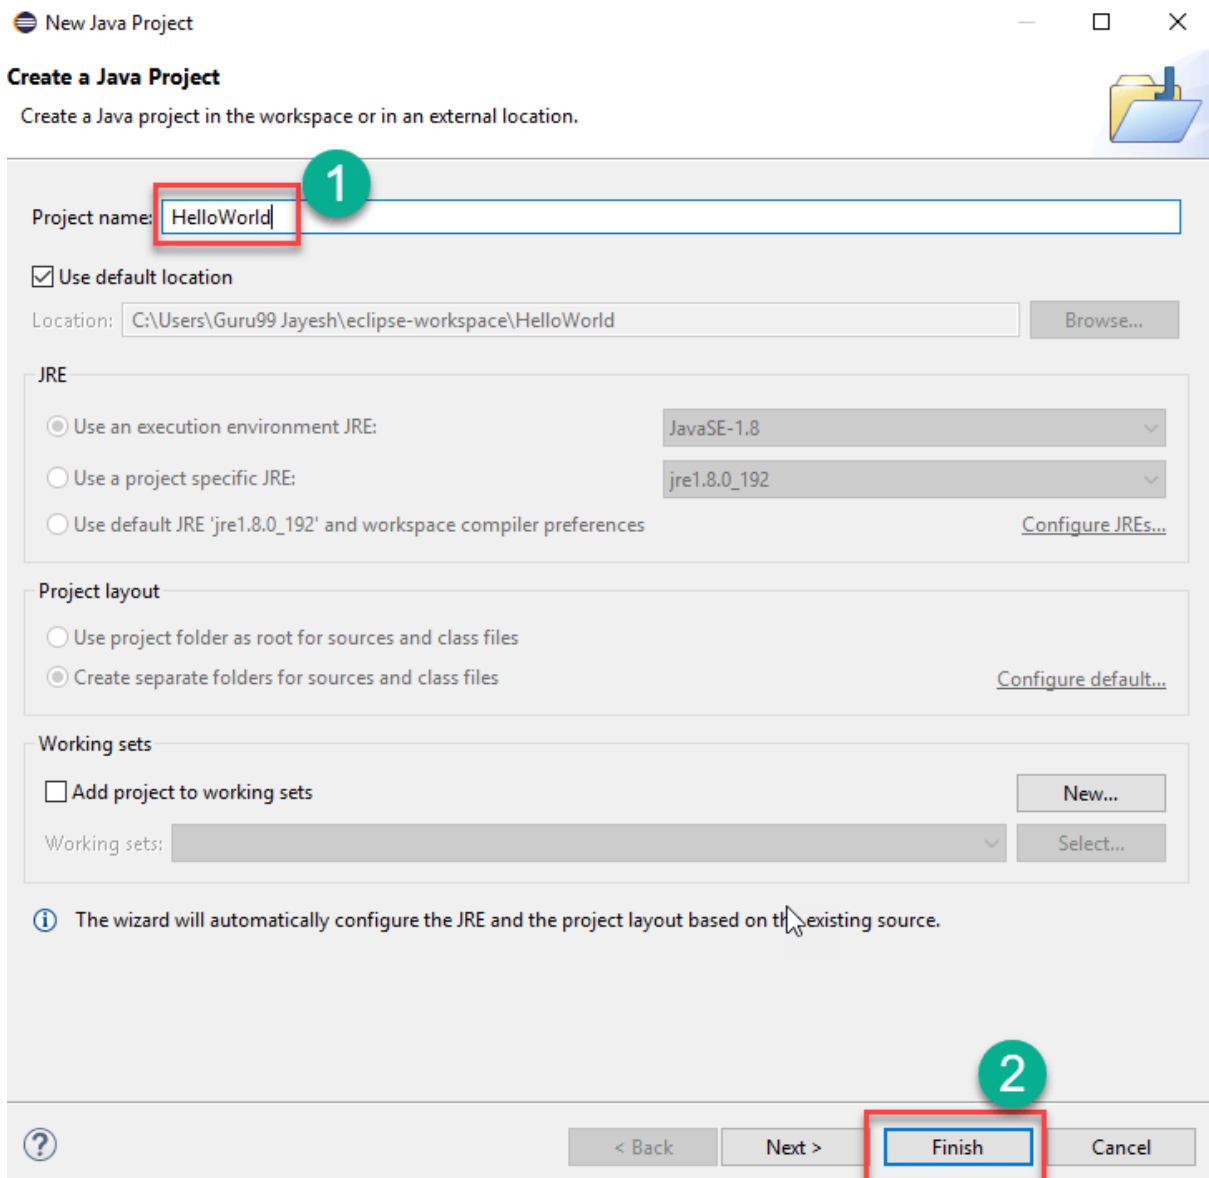 New Java Project
Create a Java Project
Create a Java project in the workspace or in an external location.
1
Project name: HelloWorld
Use default location
Location: C:\Users\Guru99 Jayesh\eclipse-workspace\HelloWorld Browse...
JRE
Use an execution environment JRE: JavaSE-1.8
Use a project specific JRE: jre1.8.0_192
Use default JRE 'jre1.8.0_192' and workspace compiler preferences Configure JREs...
Project layout
Use project folder as root for sources and class files
Create separate folders for sources and class files Configure default...
Working sets
Add project to working sets New...
Working sets: Select...
The wizard will automatically configure the JRE and the project layout based on the existing source.
2
? < Back Next > Finish Cancel